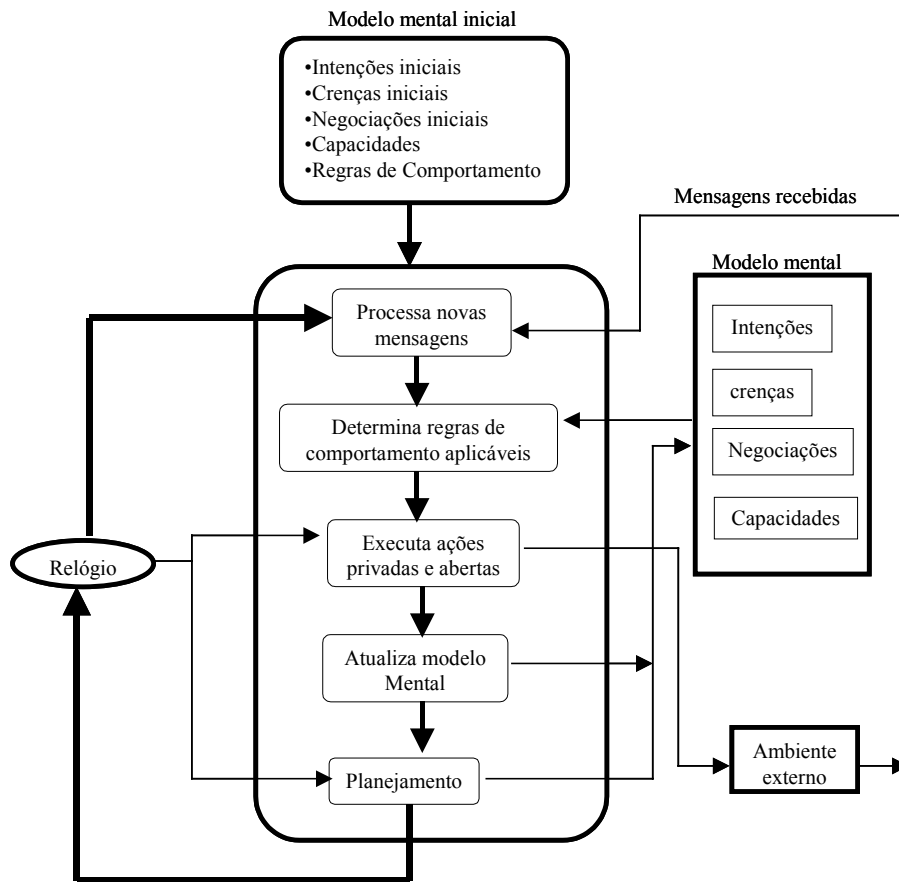 Modelo mental inicial
•Intenções iniciais
•Crenças iniciais
•Negociações iniciais
•Capacidades
•Regras de Comportamento
Mensagens recebidas
Modelo mental
Processa novas
mensagens
Intenções
crenças
Determina regras de
comportamento aplicáveis
Negociações
Capacidades
Executa ações
privadas e abertas
Relógio
Atualiza modelo
Mental
Planejamento
Ambiente
externo